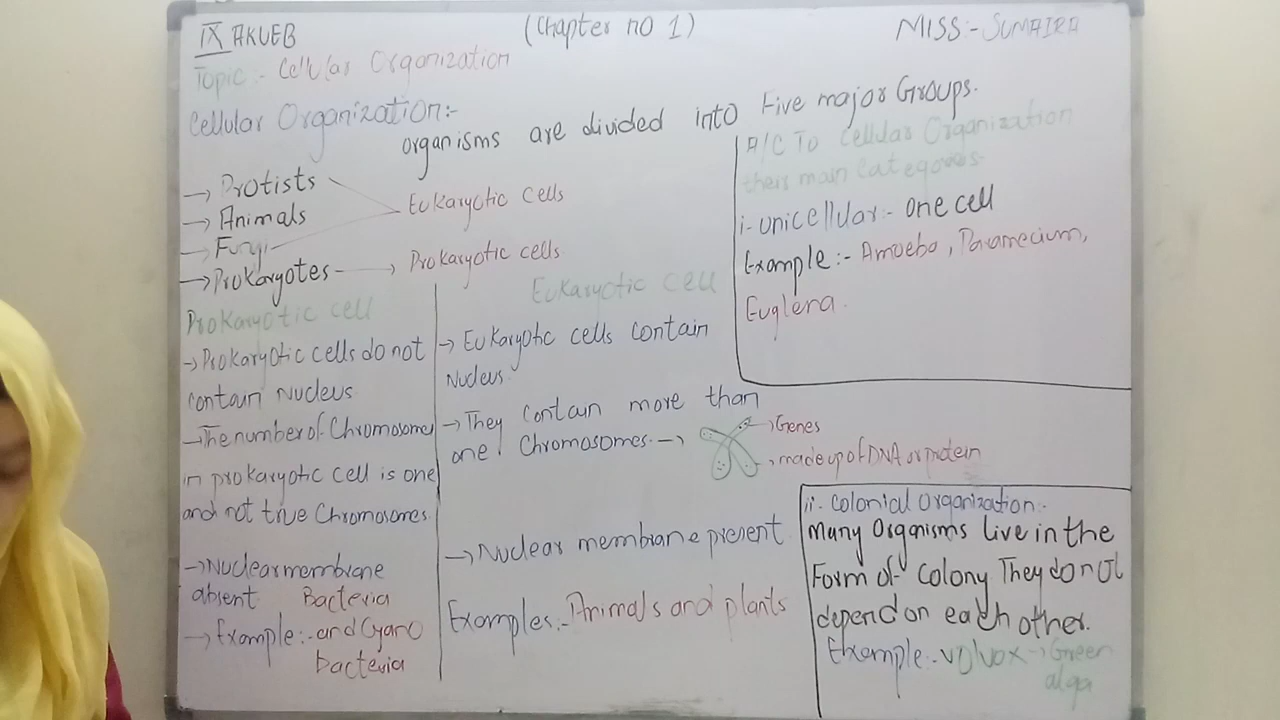 IX AKUEB
(Chapter no 1)
MISS:- SUMAIRA
Topic:- Cellular Organization
Cellular Organization:-
organisms are divided into Five major Groups.
→ Protists
→ Animals
→ Fungi
→ Prokaryotes → Prokaryotic cells
Eukaryotic cells
Prokaryotic cell
→ Prokaryotic cells do not
contain Nucleus
→ The number of Chromosome
in prokaryotic cell is one
and not true Chromosomes.
→ Nuclear membrane
absent
→ Example:- Bacteria
and Cyano
bacteria
Eukaryotic cell
→ Eukaryotic cells contain
Nucleus.
→ They contain more than
one Chromosomes. →
→ Genes
→ made up of DNA or protein
→ Nuclear membrane present
Examples:- Animals and plants
A/C To Cellular Organization
their main Categories-
i- unicellular:- one cell
Example:- Amoeba, Paramecium,
Euglena.
ii- Colonial Organization:-
Many Organisms live in the
Form of Colony. They do not
depend on each other.
Example:- Volvox → Green
alga